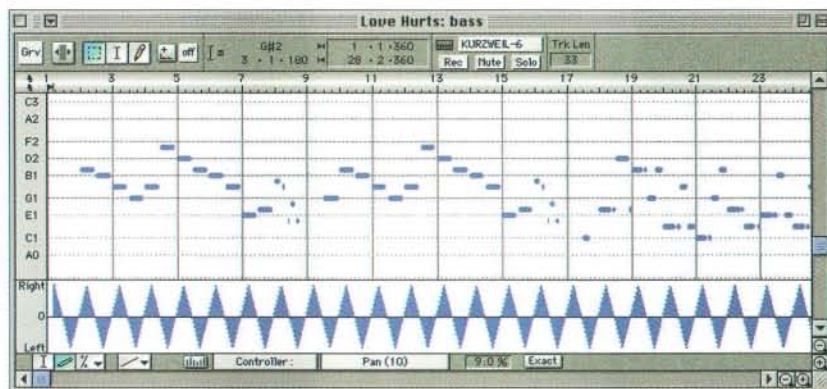 Love Hurts: bass
Grv
off
G#2
3 · 1 · 180
1 · 1 · 360
28 · 2 · 360
KURZWEIL-6
Rec Mute Solo
Trk Len
33
1 3 5 7 9 11 13 15 17 19 21 23
C3
A2
F2
D2
B1
G1
E1
C1
A0
Right
0
Left
% Controller : Pan (10) 9.0 % Exact